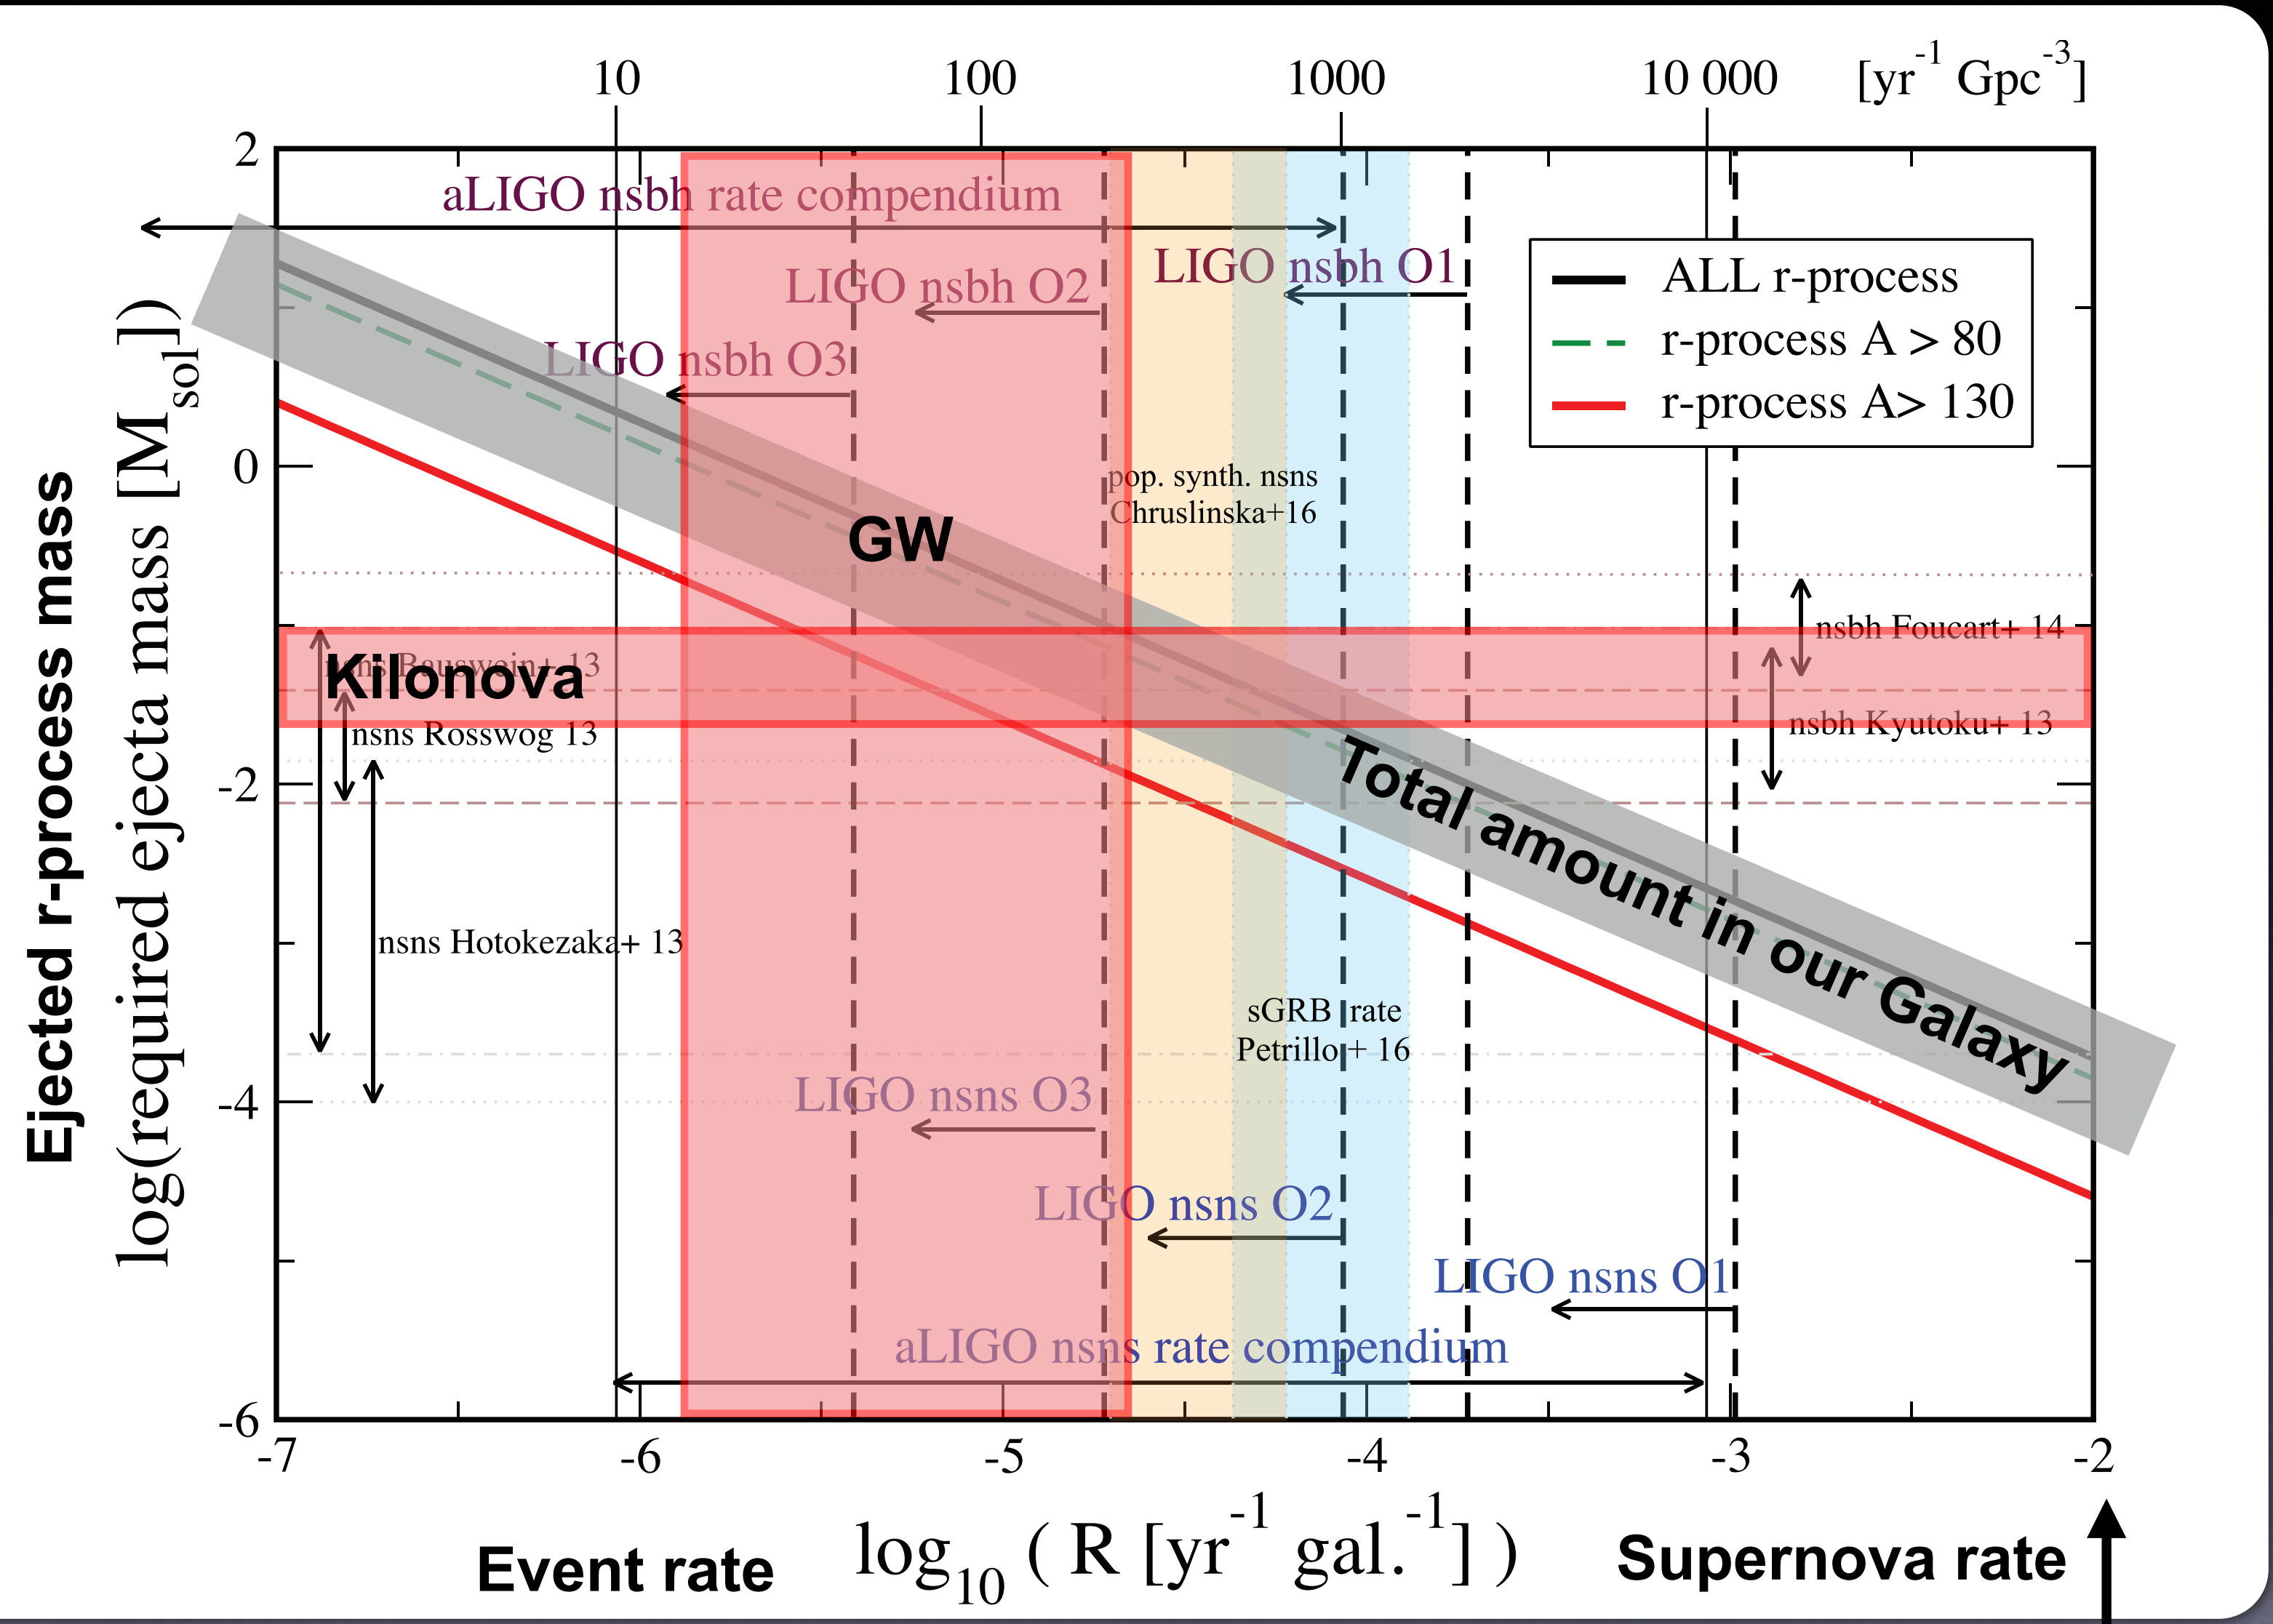 10 100 1000 10 000 [yr-1 Gpc-3]
2
aLIGO nsbh rate compendium
LIGO nsbh O1
LIGO nsbh O2
LIGO nsbh O3
ALL r-process
r-process A > 80
r-process A> 130
0
pop. synth. nsns
Chruslinska+16
GW
nsbh Foucart+ 14
nsns Bauswein+ 13
Kilonova
nsns Rosswog 13
nsbh Kyutoku+ 13
-2
Total amount in our Galaxy
nsns Hotokezaka+ 13
sGRB rate
Petrillo + 16
-4
LIGO nsns O3
LIGO nsns O2
LIGO nsns O1
aLIGO nsns rate compendium
-6
-7 -6 -5 -4 -3 -2
Ejected r-process mass
log(required ejecta mass [Msol])
Event rate
log10 ( R [yr-1 gal.-1] )
Supernova rate